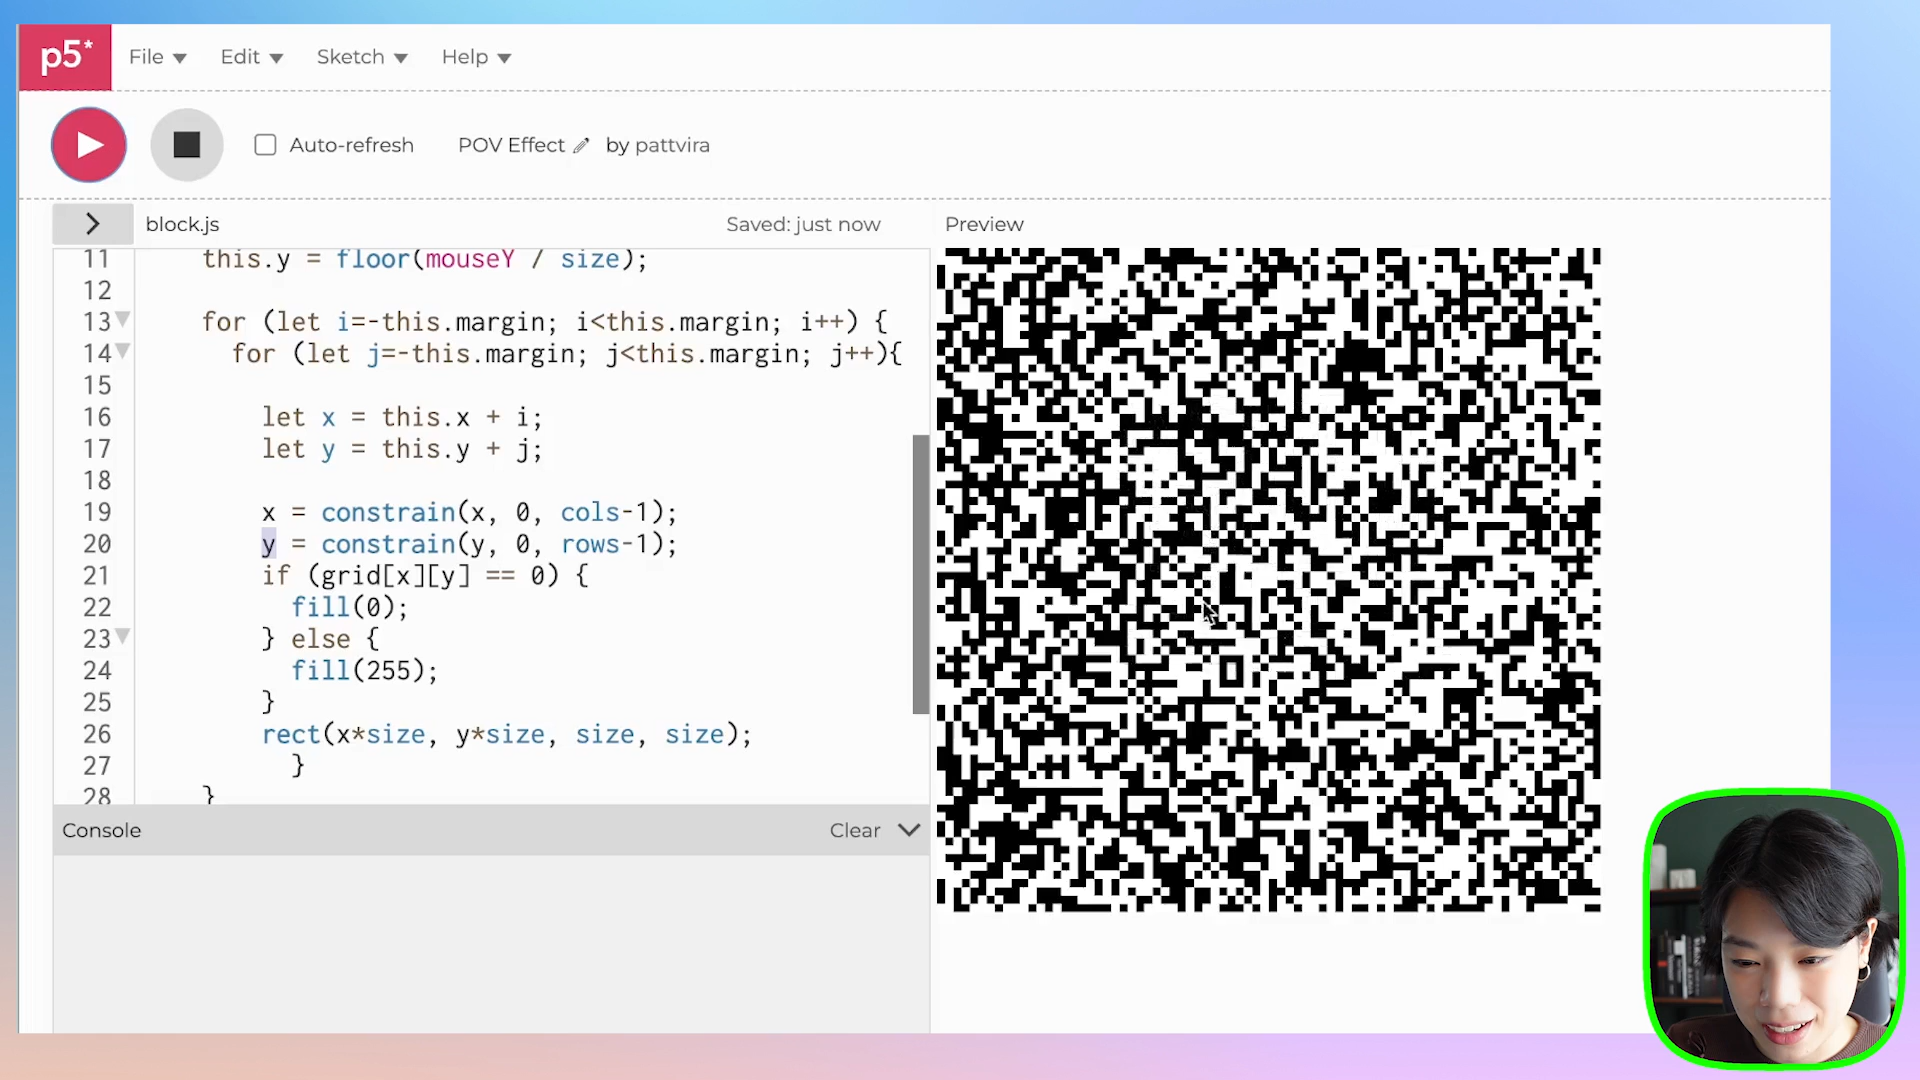 p5* File Edit Sketch Help
Auto-refresh POV Effect by pattvira
block.js Saved: just now Preview
11 this.y = floor(mouseY / size);
12
13 for (let i=-this.margin; i<this.margin; i++) {
14 for (let j=-this.margin; j<this.margin; j++){
15
16 let x = this.x + i;
17 let y = this.y + j;
18
19 x = constrain(x, 0, cols-1);
20 y = constrain(y, 0, rows-1);
21 if (grid[x][y] == 0) {
22 fill(0);
23 } else {
24 fill(255);
25 }
26 rect(x*size, y*size, size, size);
27 }
28 }
Console Clear